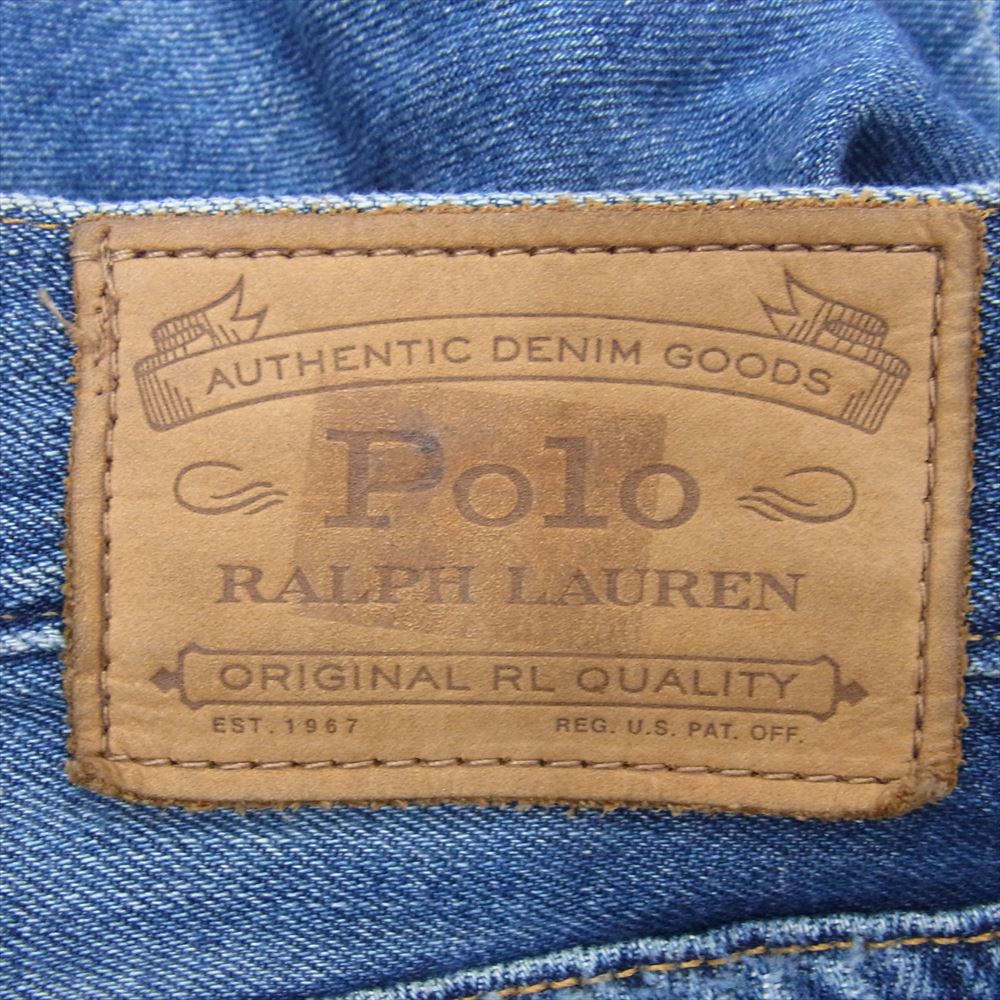 AUTHENTIC DENIM GOODS
Polo
RALPH LAUREN
ORIGINAL RL QUALITY
EST. 1967 REG. U.S. PAT. OFF.